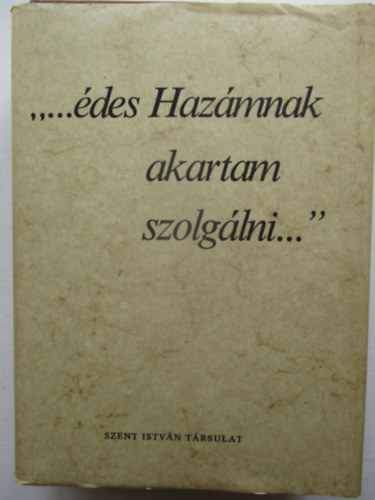 „...édes Hazámnak
akartam
szolgálni...”
SZENT ISTVÁN TÁRSULAT